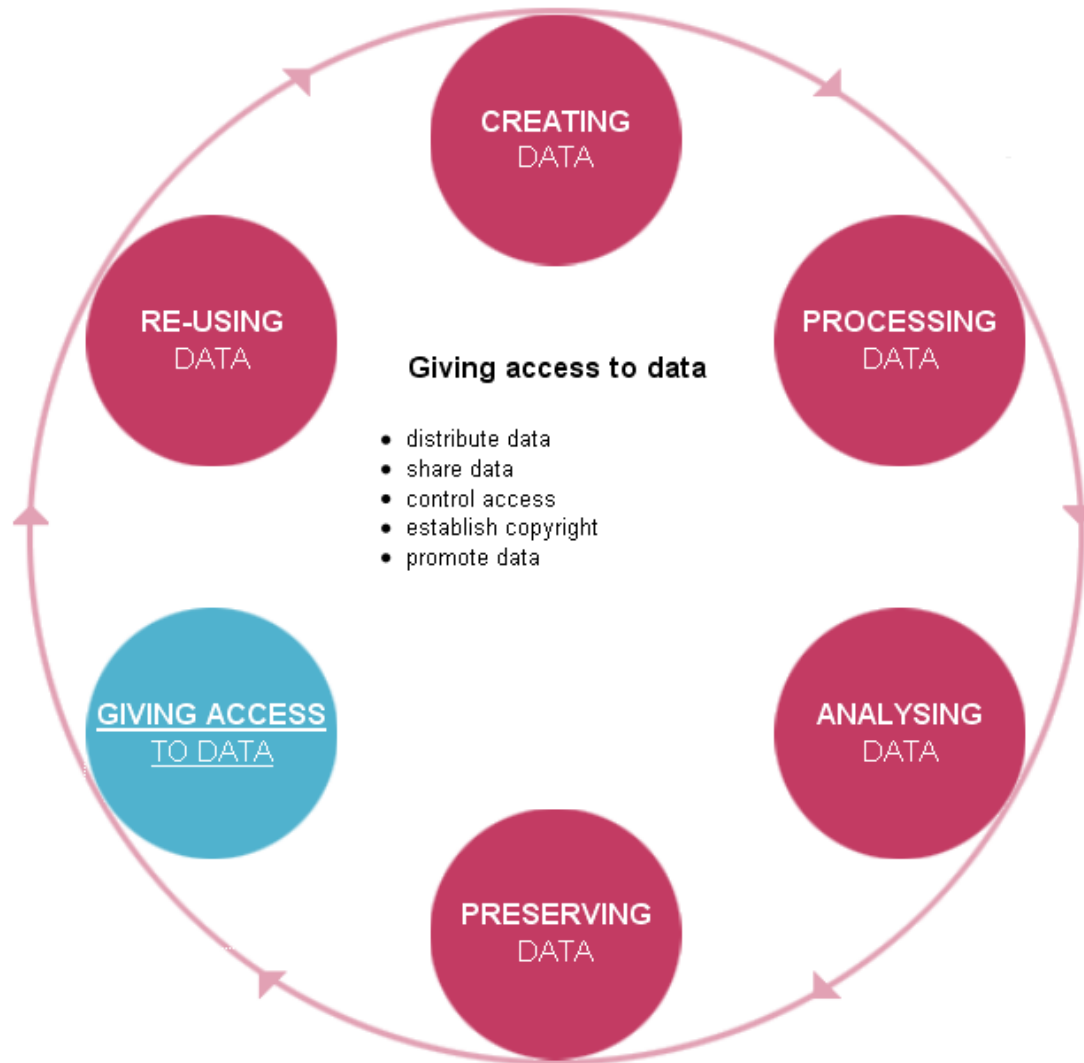 CREATING
DATA
PROCESSING
DATA
ANALYSING
DATA
PRESERVING
DATA
GIVING ACCESS
TO DATA
RE-USING
DATA
Giving access to data
• distribute data
• share data
• control access
• establish copyright
• promote data